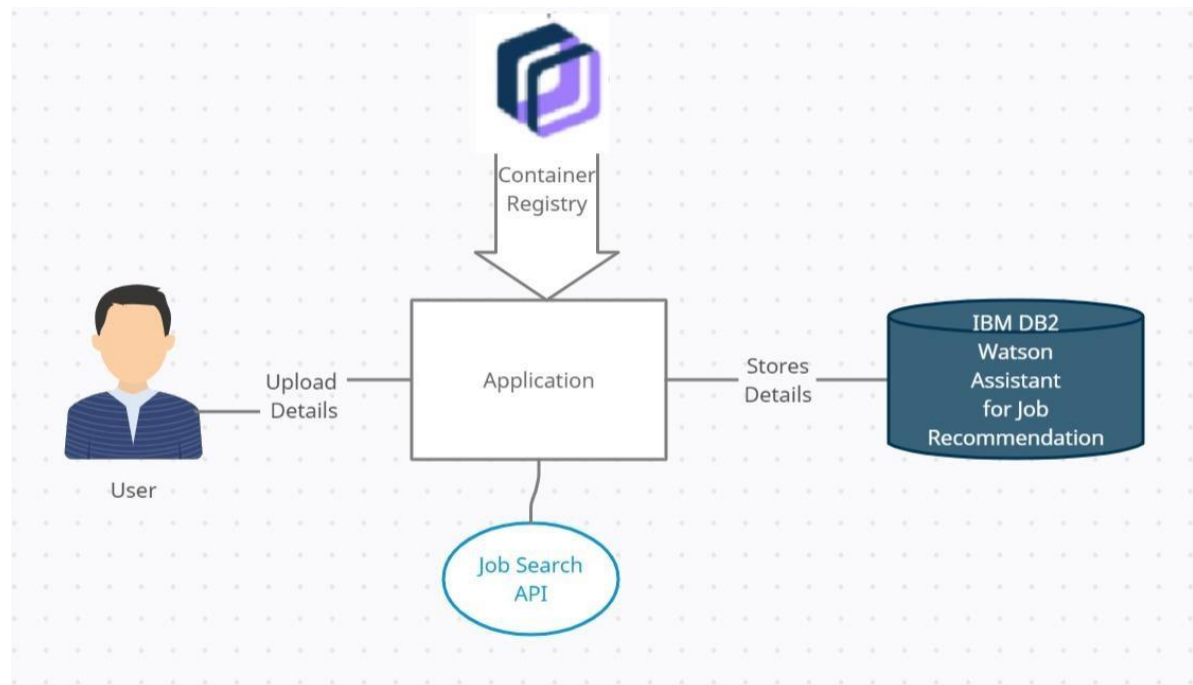 Container
Registry
Upload
Details
Application
Stores
Details
IBM DB2
Watson
Assistant
for Job
Recommendation
User
Job Search
API